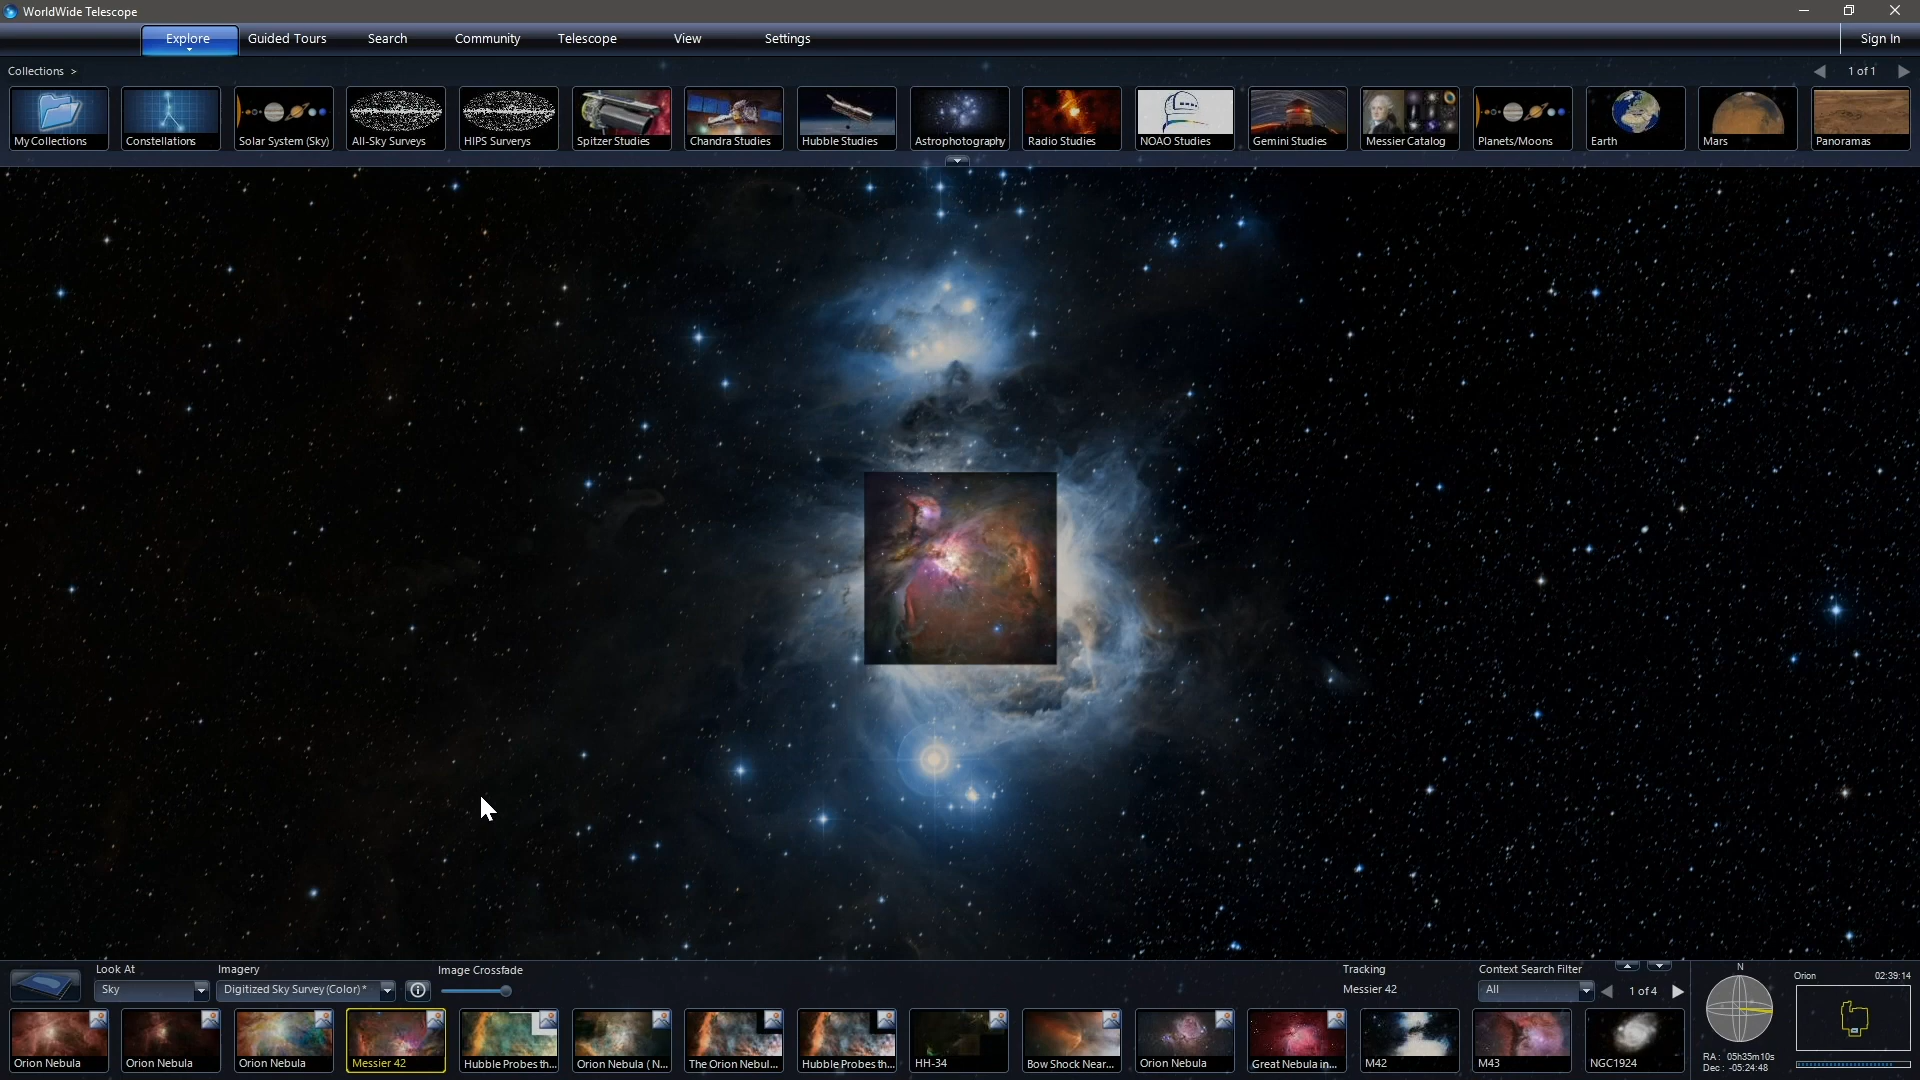 WorldWide Telescope
Explore Guided Tours Search Community Telescope View Settings Sign In
Collections > 1 of 1
My Collections Constellations Solar System (Sky) All-Sky Surveys HIPS Surverys Spitzer Studies Chandra Studies Hubble Studies Astrophotography Radio Studies NOAO Studies Gemini Studies Messier Catalog Planets/Moons Earth Mars Panoramas
Look At Imagery Image Crossfade Tracking Context Search Filter N Orion 02:39:14
Sky Digitized Sky Survey (Color) * Messier 42 All 1 of 4
Orion Nebula Orion Nebula Orion Nebula Messier 42 Hubble Probes th... Orion Nebula ( N... The Orion Nebul... Hubble Probes th... HH-34 Bow Shock Near... Orion Nebula Great Nebula in... M42 M43 NGC1924
RA : 05h35m10s
Dec : -05:24:48